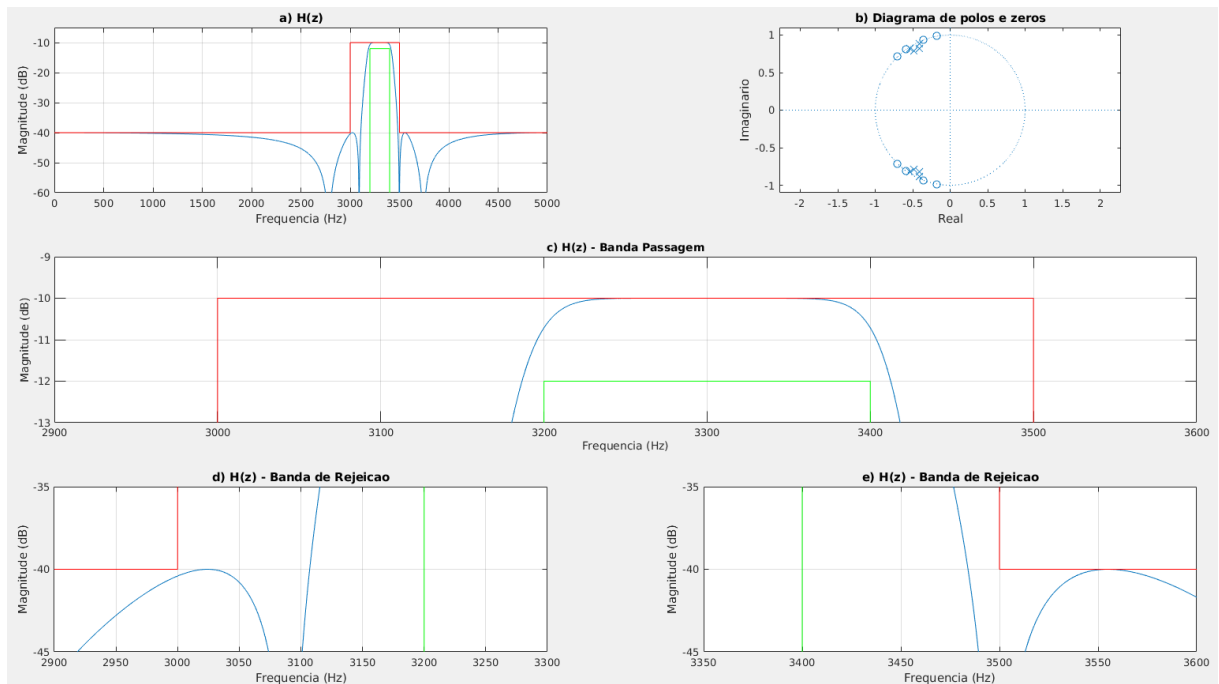 a) H(z)
Magnitude (dB)
-10
-20
-30
-40
-50
-60
0 500 1000 1500 2000 2500 3000 3500 4000 4500 5000
Frequencia (Hz)
b) Diagrama de polos e zeros
Imaginario
1
0.5
0
-0.5
-1
-2 -1.5 -1 -0.5 0 0.5 1 1.5 2
Real
c) H(z) - Banda Passagem
Magnitude (dB)
-9
-10
-11
-12
-13
2900 3000 3100 3200 3300 3400 3500 3600
Frequencia (Hz)
d) H(z) - Banda de Rejeicao
Magnitude (dB)
-35
-40
-45
2900 2950 3000 3050 3100 3150 3200 3250 3300
Frequencia (Hz)
e) H(z) - Banda de Rejeicao
Magnitude (dB)
-35
-40
-45
3350 3400 3450 3500 3550 3600
Frequencia (Hz)